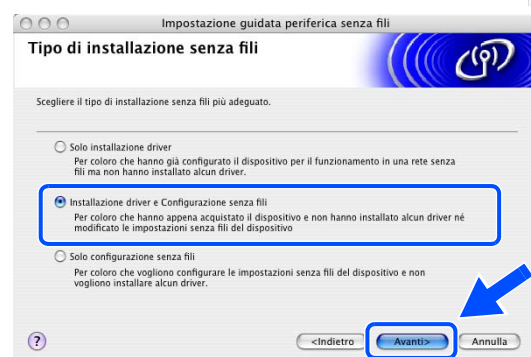 Impostazione guidata periferica senza fili
Tipo di installazione senza fili
Scegliere il tipo di installazione senza fili più adeguato.
Solo installazione driver
Per coloro che hanno già configurato il dispositivo per il funzionamento in una rete senza
fili ma non hanno installato alcun driver.
Installazione driver e Configurazione senza fili
Per coloro che hanno appena acquistato il dispositivo e non hanno installato alcun driver né
modificato le impostazioni senza fili del dispositivo
Solo configurazione senza fili
Per coloro che vogliono configurare le impostazioni senza fili del dispositivo e non
vogliono installare alcun driver.
? <Indietro Avanti> Annulla